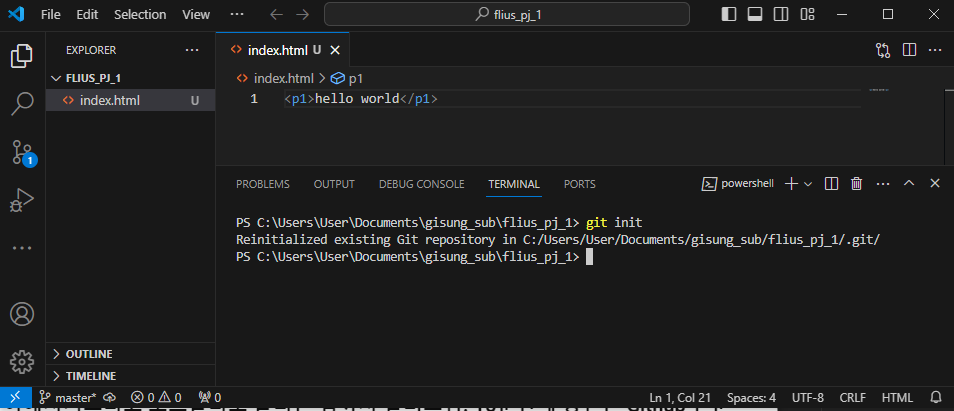 File Edit Selection View ··· flius_pj_1
EXPLORER ···
FLIUS_PJ_1
index.html U
index.html U
index.html > p1
1 <p1>hello world</p1>
1
PROBLEMS OUTPUT DEBUG CONSOLE TERMINAL PORTS powershell
PS C:\Users\User\Documents\gisung_sub\flius_pj_1> git init
Reinitialized existing Git repository in C:/Users/User/Documents/gisung_sub/flius_pj_1/.git/
PS C:\Users\User\Documents\gisung_sub\flius_pj_1>
OUTLINE
TIMELINE
master* 0 0 0 Ln 1, Col 21 Spaces: 4 UTF-8 CRLF HTML